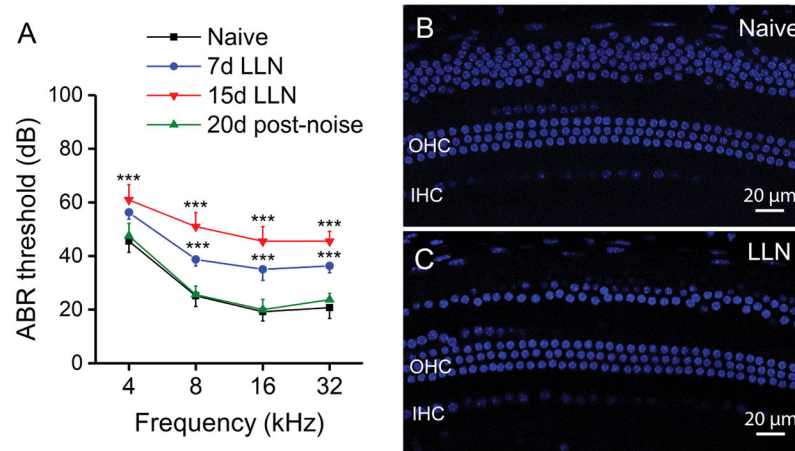 A
Naive
7d LLN
15d LLN
20d post-noise
ABR threshold (dB)
100
80
60
40
20
0
***
***
***
***
***
***
***
4
8
16
32
Frequency (kHz)
B
Naive
OHC
IHC
20 µm
C
LLN
OHC
IHC
20 µm